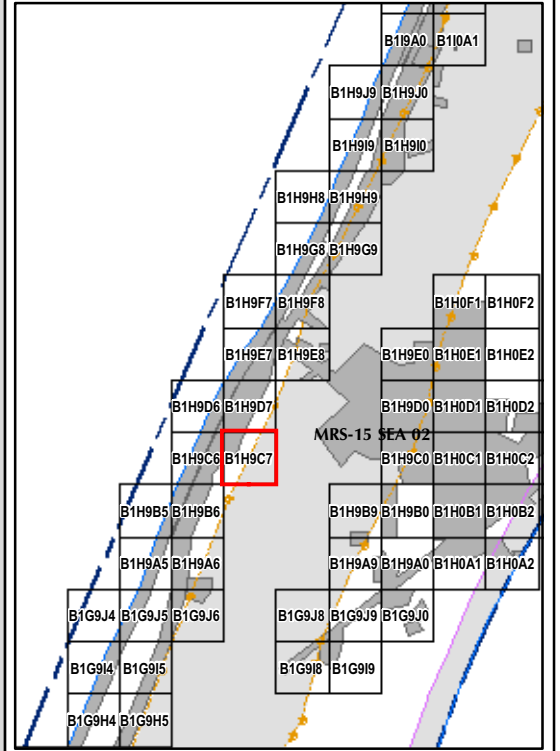 B1I9A0 B1I0A1
B1H9J9 B1H9J0
B1H9I9 B1H9I0
B1H9H8 B1H9H9
B1H9G8 B1H9G9
B1H9F7 B1H9F8 B1H0F1 B1H0F2
B1H9E7 B1H9E8 B1H9E0 B1H0E1 B1H0E2
B1H9D6 B1H9D7 B1H9D0 B1H0D1 B1H0D2
MRS-15 SEA 02
B1H9C6 B1H9C7 B1H9C0 B1H0C1 B1H0C2
B1H9B5 B1H9B6 B1H9B9 B1H9B0 B1H0B1 B1H0B2
B1H9A5 B1H9A6 B1H9A9 B1H9A0 B1H0A1 B1H0A2
B1G9J4 B1G9J5 B1G9J6 B1G9J8 B1G9J9 B1G9J0
B1G9I4 B1G9I5 B1G9I8 B1G9I9
B1G9H4 B1G9H5